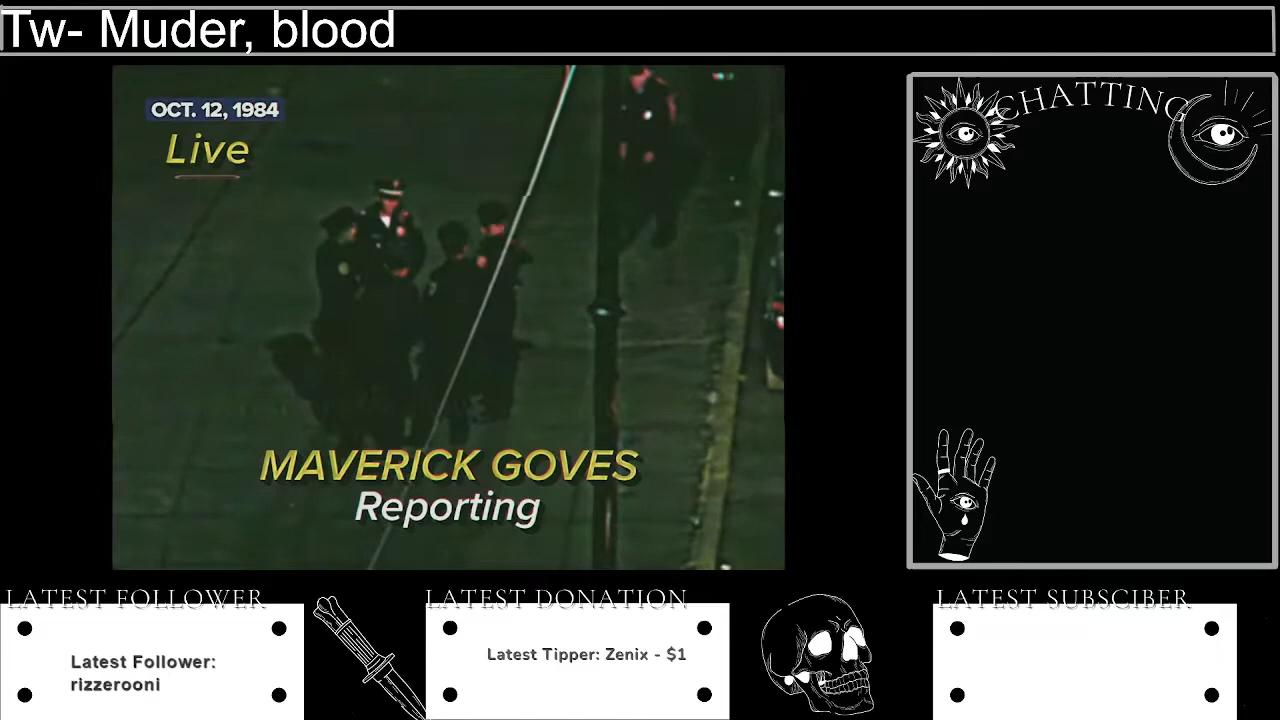 Tw- Muder, blood
OCT. 12, 1984
Live
MAVERICK GOVES
Reporting
CHATTING
LATEST FOLLOWER
Latest Follower:
rizzerooni
LATEST DONATION
Latest Tipper: Zenix - $1
LATEST SUBSCIBER